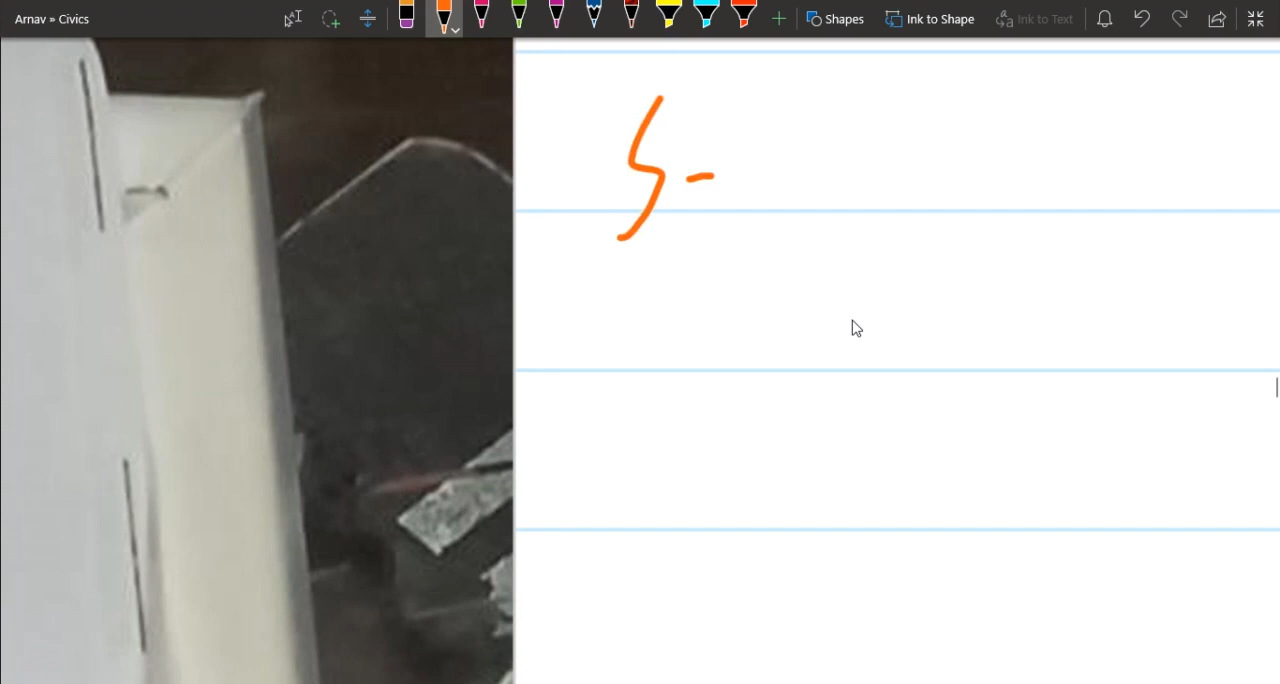 Arnav » Civics
Shapes
Ink to Shape
Ink to Text